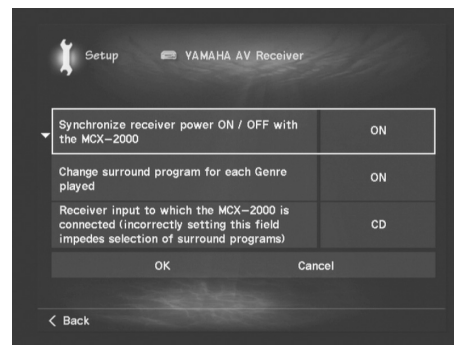 Setup YAMAHA AV Receiver
Synchronize receiver power ON / OFF with
the MCX-2000
ON
Change surround program for each Genre
played
ON
Receiver input to which the MCX-2000 is
connected (incorrectly setting this field
impedes selection of surround programs)
CD
OK Cancel
Back